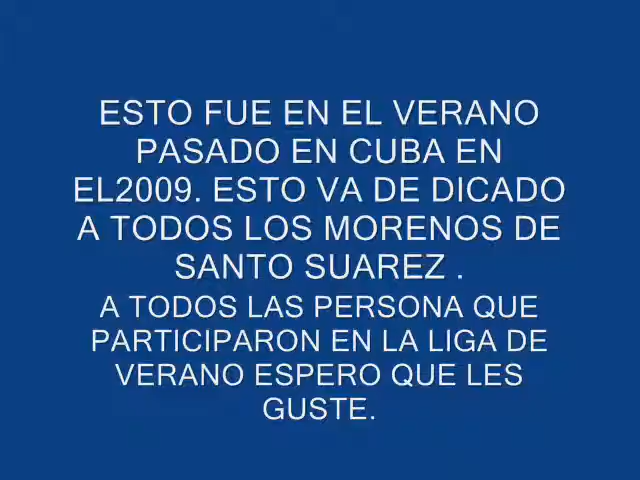 ESTO FUE EN EL VERANO
PASADO EN CUBA EN
EL2009. ESTO VA DE DICADO
A TODOS LOS MORENOS DE
SANTO SUAREZ .
A TODOS LAS PERSONA QUE
PARTICIPARON EN LA LIGA DE
VERANO ESPERO QUE LES
GUSTE.